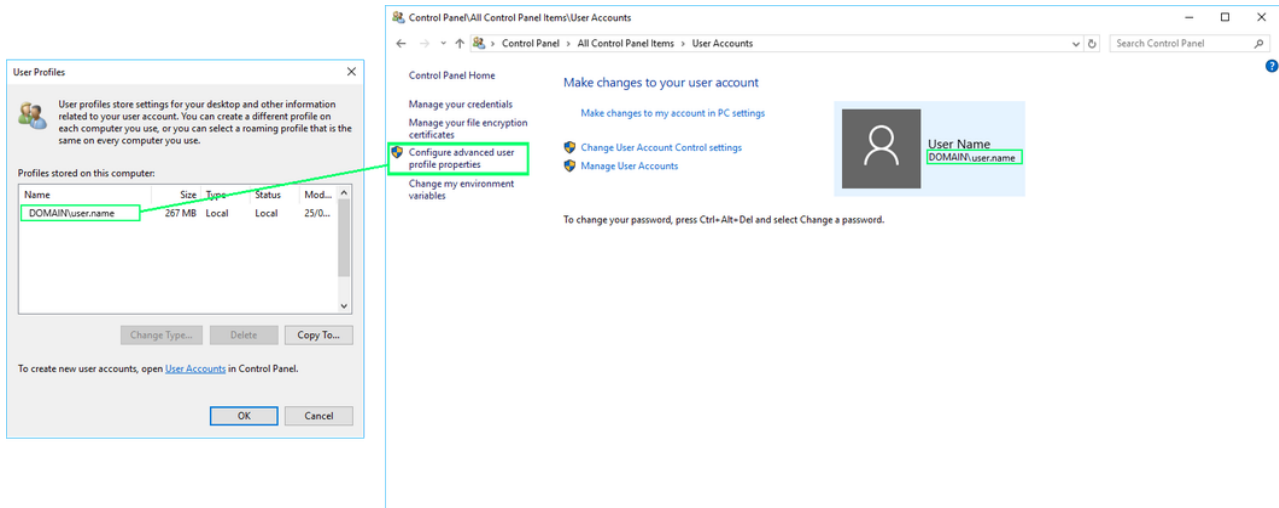 User Profiles
User profiles store settings for your desktop and other information
related to your user account. You can create a different profile on
each computer you use, or you can select a roaming profile that is the
same on every computer you use.
Profiles stored on this computer:
Name Size Type Status Mod...
DOMAIN\user.name 267 MB Local Local 25/0...
Change Type... Delete Copy To...
To create new user accounts, open User Accounts in Control Panel.
OK Cancel
Control Panel\All Control Panel Items\User Accounts
Control Panel > All Control Panel Items > User Accounts
Search Control Panel
Control Panel Home
Manage your credentials
Manage your file encryption
certificates
Configure advanced user
profile properties
Change my environment
variables
Make changes to your user account
Make changes to my account in PC settings
Change User Account Control settings
Manage User Accounts
User Name
DOMAIN\user.name
To change your password, press Ctrl+Alt+Del and select Change a password.